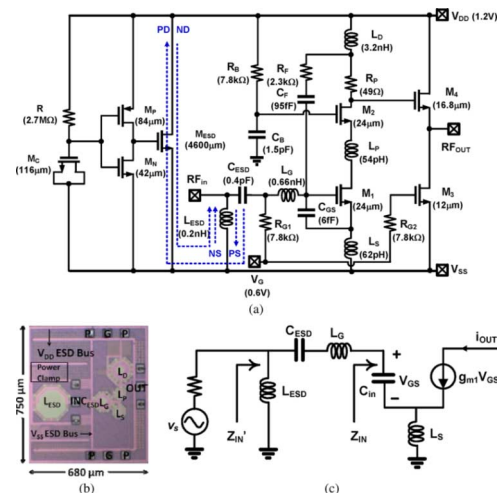 PD ND
V_DD (1.2V)
L_D
(3.2nH)
R_B
(7.8kΩ)
R_F
(2.3kΩ)
C_F
(95fF)
R_P
(49Ω)
M_4
(16.8μm)
R
(2.7MΩ)
M_P
(84μm)
M_ESD
(4600μm)
M_2
(24μm)
RF_OUT
M_C
(116μm)
M_N
(42μm)
C_B
(1.5pF)
L_P
(54pH)
C_ESD
(0.4pF)
L_G
(0.66nH)
RF_in
M_1
(24μm)
M_3
(12μm)
L_ESD
(0.2nH)
R_G1
(7.8kΩ)
C_GS
(6fF)
R_G2
(7.8kΩ)
NS PS
L_S
(62pH)
V_G
(0.6V)
V_SS
(a)
P G P
V_DD ESD Bus
Power
Clamp
L_D
OUT
L_ESD
IN C_ESD L_G
L_P
L_S
V_SS ESD Bus
P G P
750 μm
680 μm
(b)
C_ESD
L_G
i_OUT
L_ESD
C_in
V_GS
g_m1V_GS
+
−
v_s
Z_IN'
Z_IN
L_S
(c)